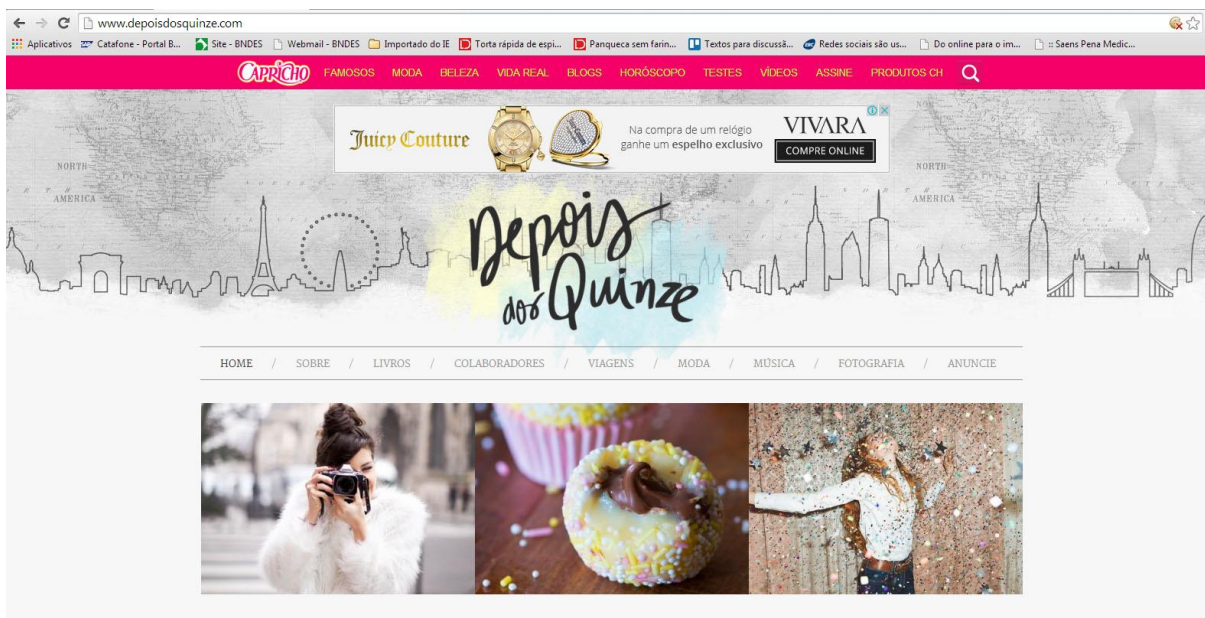 www.depoisdosquinze.com
Aplicativos Catafone - Portal B... Site - BNDES Webmail - BNDES Importado do IE Torta rápida de espi... Panqueca sem farin... Textos para discussã... Redes sociais são us... Do online para o im... :: Saens Pena Medic...
CAPRICHO FAMOSOS MODA BELEZA VIDA REAL BLOGS HORÓSCOPO TESTES VÍDEOS ASSINE PRODUTOS CH
Juicy Couture
Na compra de um relógio
ganhe um espelho exclusivo
VIVARA
COMPRE ONLINE
NORTH
AMERICA
NORTH
AMERICA
Depois
dos Quinze
HOME / SOBRE / LIVROS / COLABORADORES / VIAGENS / MODA / MÚSICA / FOTOGRAFIA / ANUNCIE